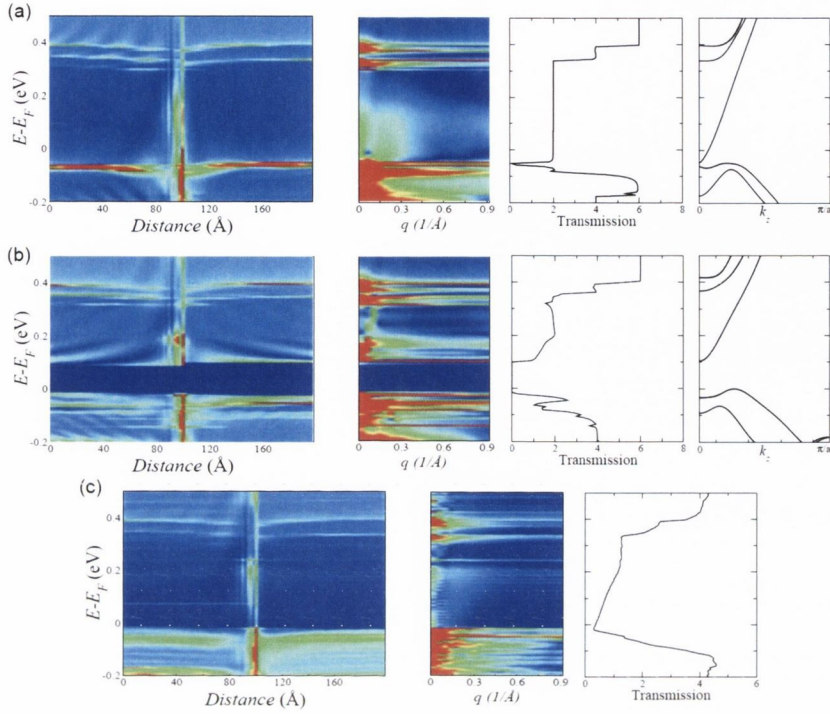 (a)
E-E_F (eV)
0.4
0.2
0
-0.2
0 40 80 120 160
Distance (Å)
0 0.3 0.6 0.9
q (1/Å)
0 2 4 6 8
Transmission
k_z
π/a
(b)
E-E_F (eV)
0.4
0.2
0
-0.2
0 40 80 120 160
Distance (Å)
0 0.3 0.6 0.9
q (1/Å)
0 2 4 6 8
Transmission
k_z
π/a
(c)
E-E_F (eV)
0.4
0.2
0
-0.2
0 40 80 120 160
Distance (Å)
0 0.3 0.6 0.9
q (1/Å)
0 2 4 6
Transmission